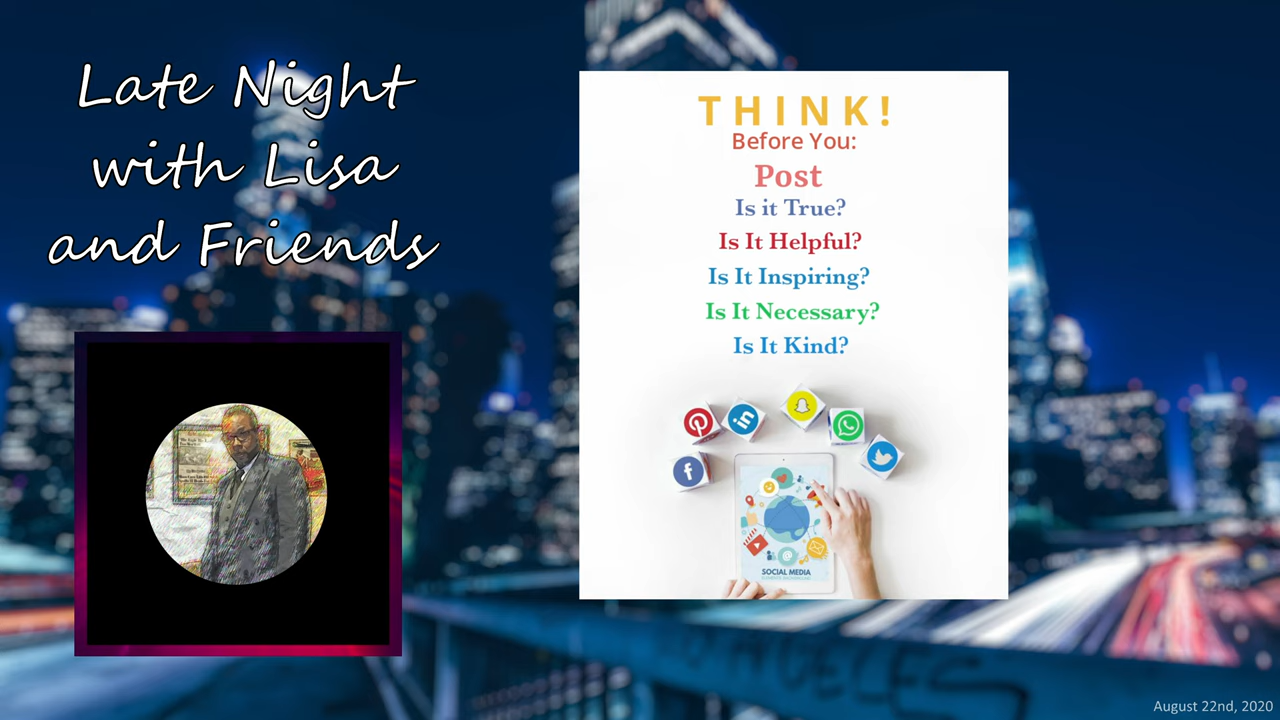 Late Night
with Lisa
and Friends
THINK!
Before You:
Post
Is it True?
Is It Helpful?
Is It Inspiring?
Is It Necessary?
Is It Kind?
SOCIAL MEDIA
August 22nd, 2020